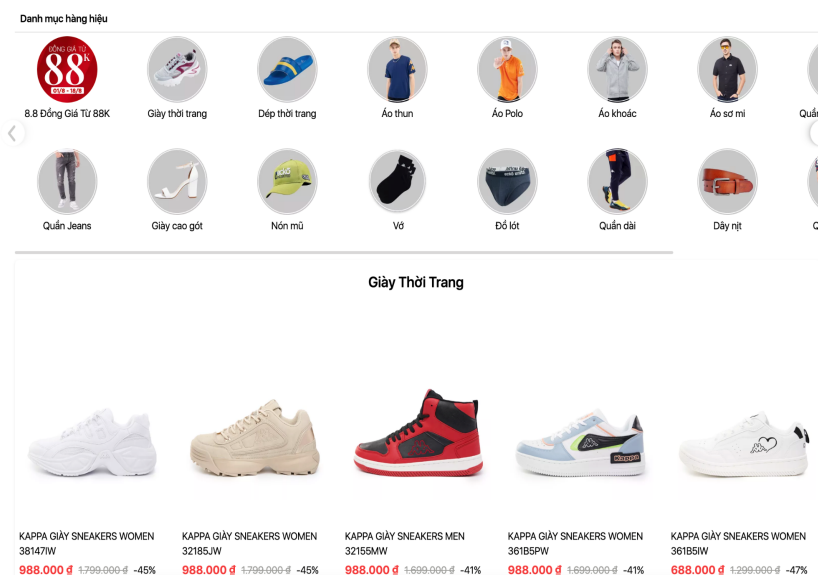 Danh mục hàng hiệu
ĐỒNG GIÁ TỪ
88K
01/8 - 18/8
8.8 Đồng Giá Từ 88K
Giày thời trang
Dép thời trang
Áo thun
Áo Polo
Áo khoác
Áo sơ mi
Quần Jeans
Giày cao gót
Nón mũ
Vớ
Đồ lót
Quần dài
Dây nịt
Giày Thời Trang
Kappa
KAPPA GIÀY SNEAKERS WOMEN
38147IW
988.000 ₫ 1.799.000 ₫ -45%
KAPPA GIÀY SNEAKERS WOMEN
32185JW
988.000 ₫ 1.799.000 ₫ -45%
KAPPA GIÀY SNEAKERS MEN
32155MW
988.000 ₫ 1.699.000 ₫ -41%
KAPPA GIÀY SNEAKERS WOMEN
361B5PW
988.000 ₫ 1.699.000 ₫ -41%
KAPPA GIÀY SNEAKERS WOMEN
361B5IW
688.000 ₫ 1.299.000 ₫ -47%